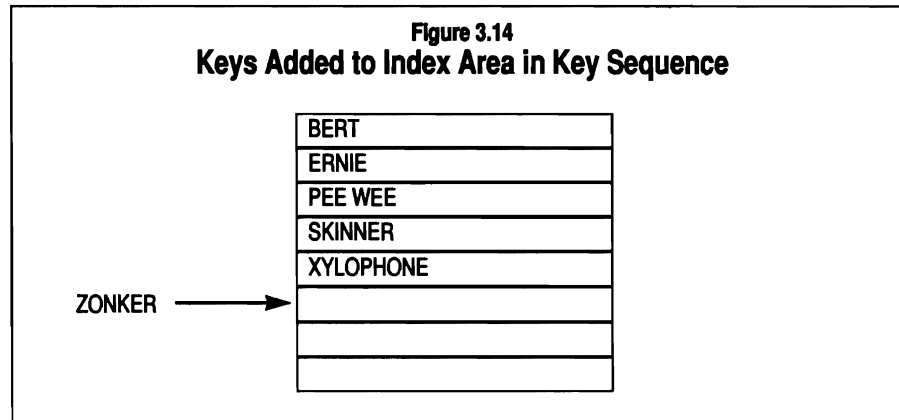 Figure 3.14
Keys Added to Index Area in Key Sequence
BERT
ERNIE
PEE WEE
SKINNER
XYLOPHONE
ZONKER